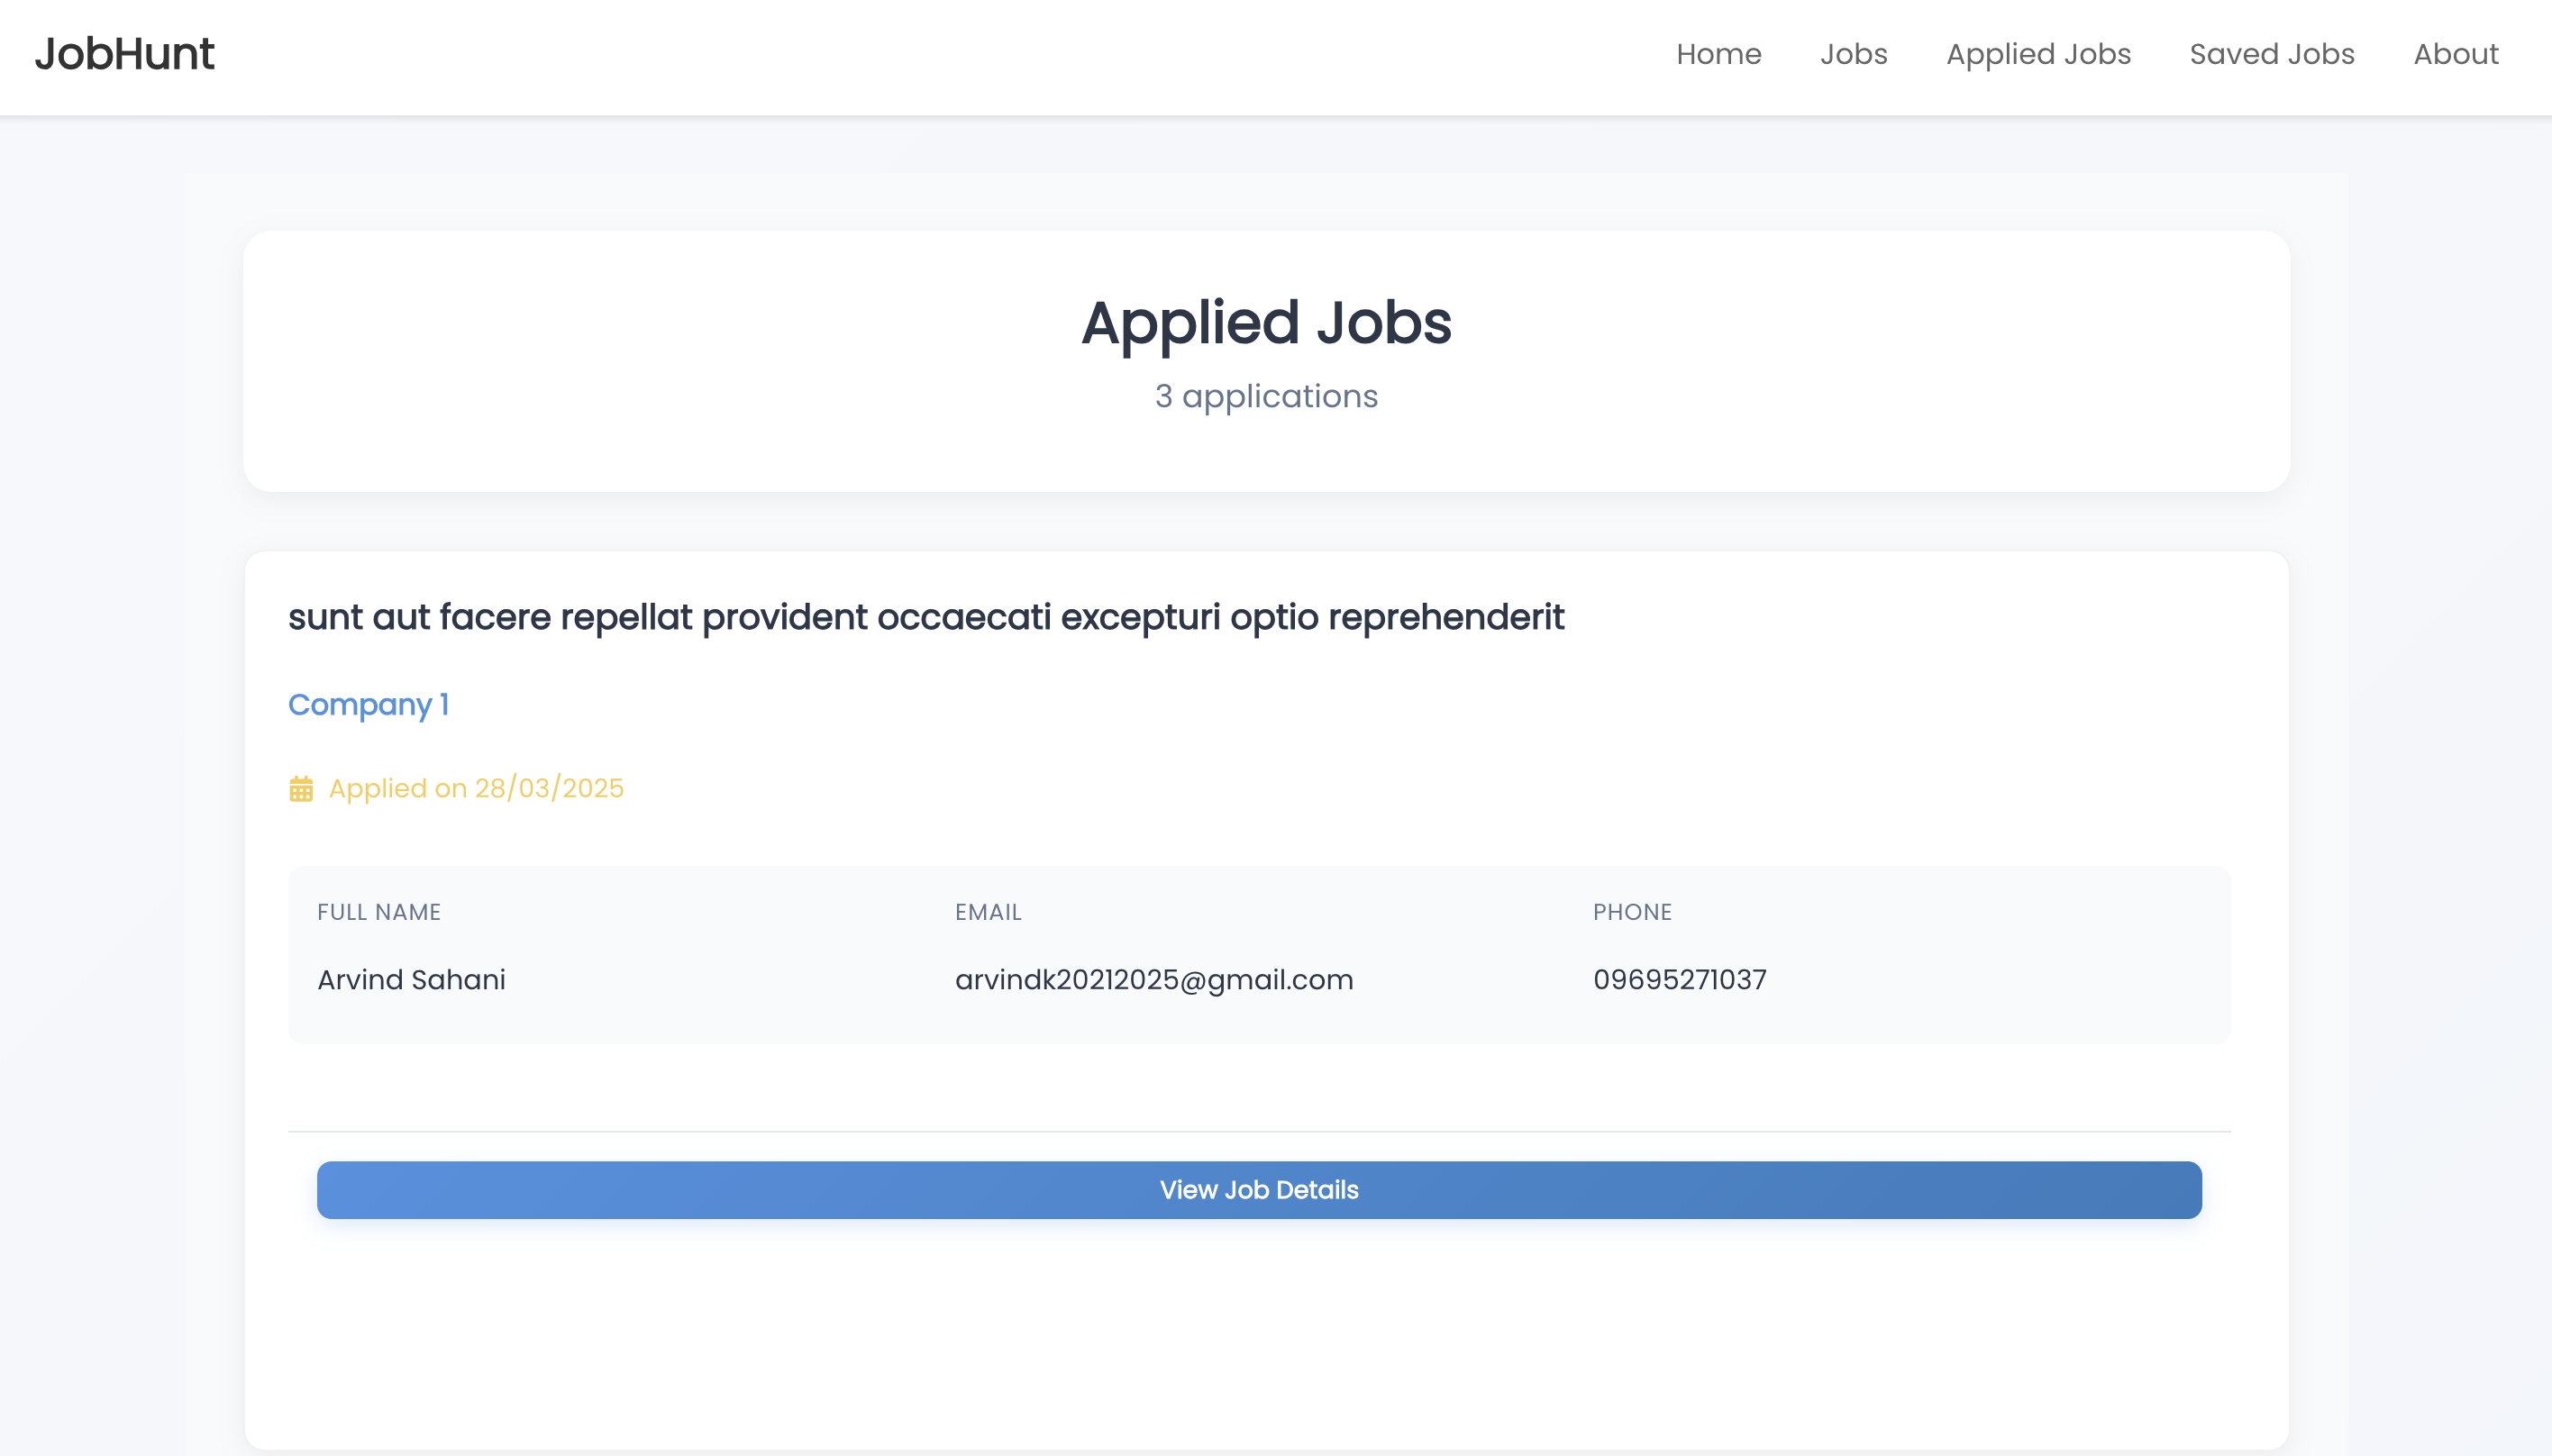 JobHunt
Home Jobs Applied Jobs Saved Jobs About
Applied Jobs
3 applications
sunt aut facere repellat provident occaecati excepturi optio reprehenderit
Company 1
Applied on 28/03/2025
FULL NAME EMAIL PHONE
Arvind Sahani arvindk20212025@gmail.com 09695271037
View Job Details